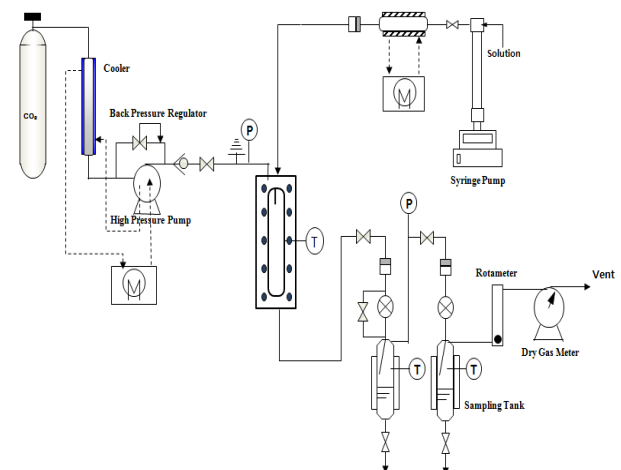 Solution
Cooler
CO₂
M
Back Pressure Regulator
P
Syringe Pump
High Pressure Pump
P
T
M
Rotameter
Vent
Dry Gas Meter
T
T
Sampling Tank